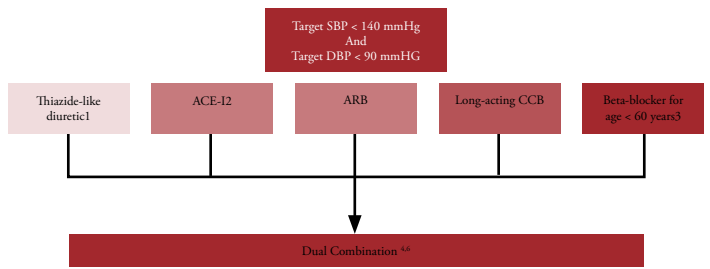 Target SBP < 140 mmHg
And
Target DBP < 90 mmHG
Thiazide-like
diuretic1
ACE-I2
ARB
Long-acting CCB
Beta-blocker for
age < 60 years3
Dual Combination 4,6